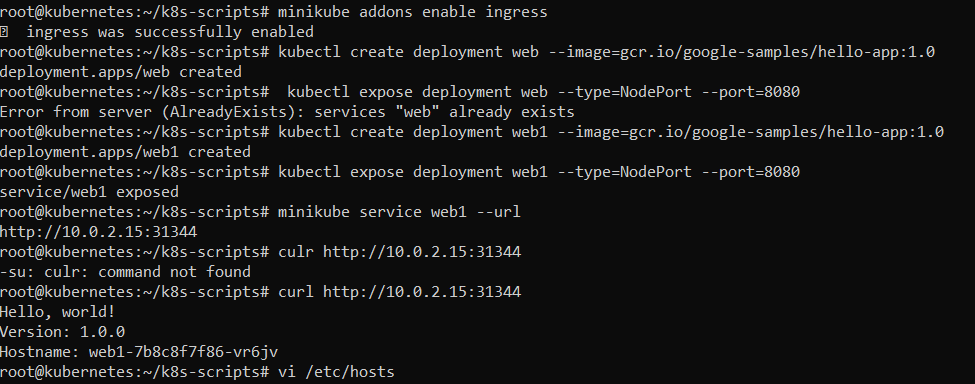 root@kubernetes:~/k8s-scripts# minikube addons enable ingress
ingress was successfully enabled
root@kubernetes:~/k8s-scripts# kubectl create deployment web --image=gcr.io/google-samples/hello-app:1.0
deployment.apps/web created
root@kubernetes:~/k8s-scripts#  kubectl expose deployment web --type=NodePort --port=8080
Error from server (AlreadyExists): services "web" already exists
root@kubernetes:~/k8s-scripts# kubectl create deployment web1 --image=gcr.io/google-samples/hello-app:1.0
deployment.apps/web1 created
root@kubernetes:~/k8s-scripts# kubectl expose deployment web1 --type=NodePort --port=8080
service/web1 exposed
root@kubernetes:~/k8s-scripts# minikube service web1 --url
http://10.0.2.15:31344
root@kubernetes:~/k8s-scripts# culr http://10.0.2.15:31344
-su: culr: command not found
root@kubernetes:~/k8s-scripts# curl http://10.0.2.15:31344
Hello, world!
Version: 1.0.0
Hostname: web1-7b8c8f7f86-vr6jv
root@kubernetes:~/k8s-scripts# vi /etc/hosts